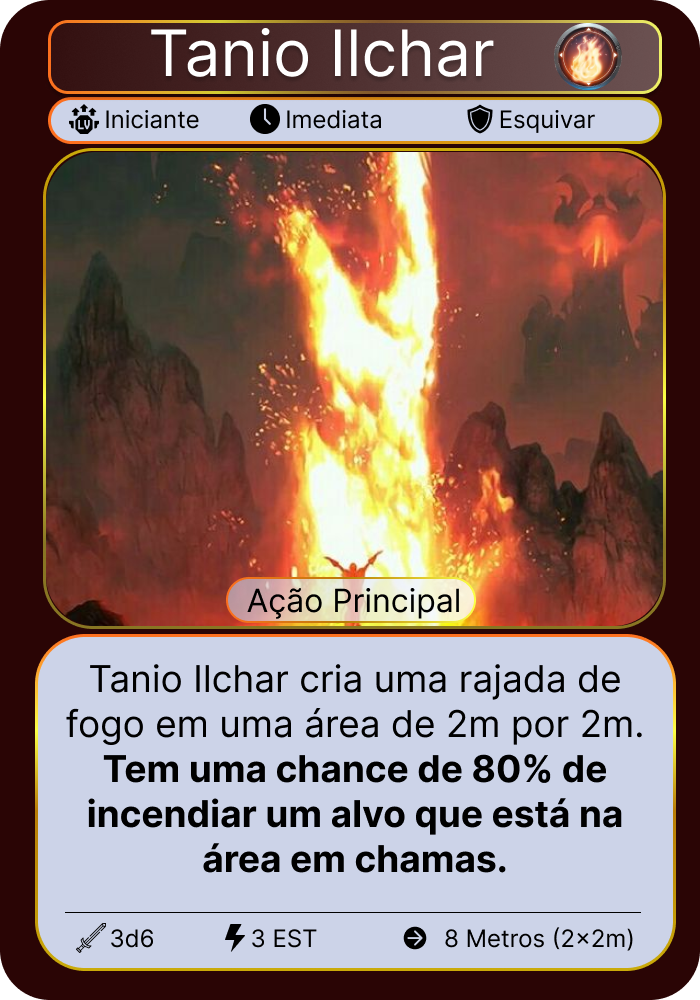 Tanio Ilchar
LV Iniciante Imediata Esquivar
Ação Principal
Tanio Ilchar cria uma rajada de
fogo em uma área de 2m por 2m.
Tem uma chance de 80% de
incendiar um alvo que está na
área em chamas.
3d6 3 EST 8 Metros (2x2m)